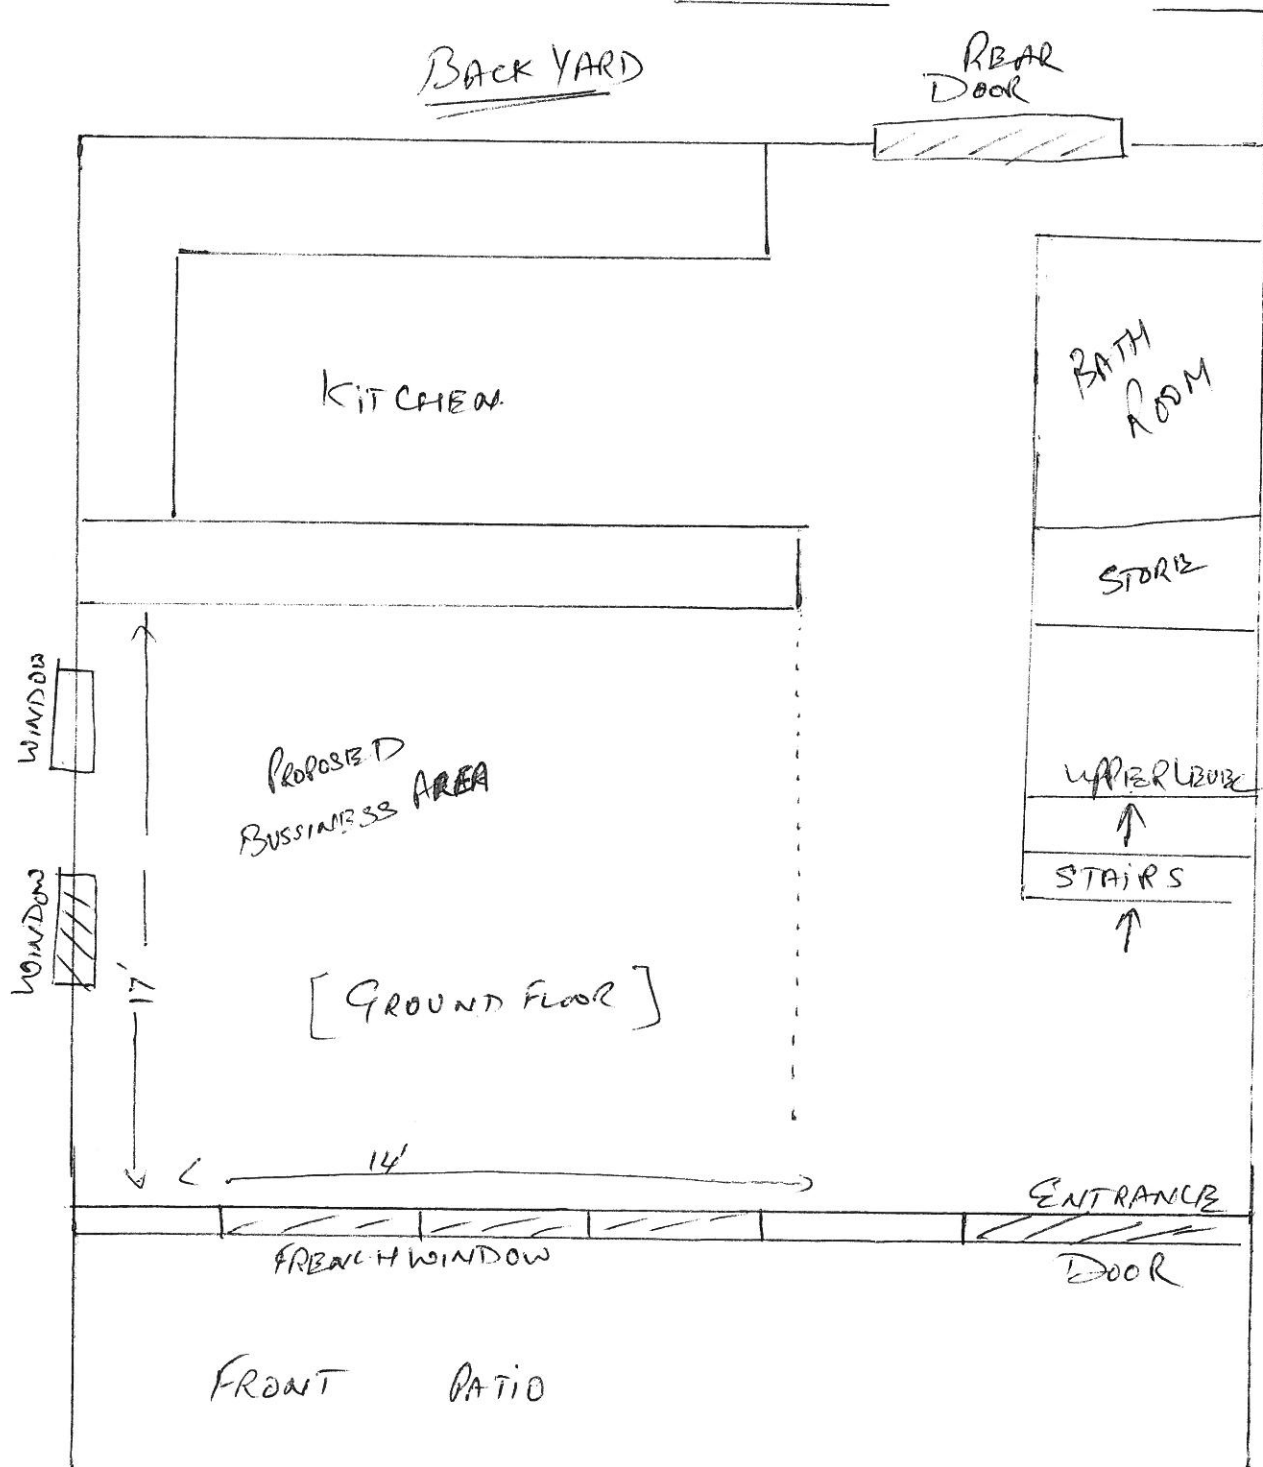 BACK YARD
REAR
DOOR
KITCHEN
BATH
ROOM
STORE
WINDOW
PROPOSED
BUSSINESS AREA
UPPER LEVEL
STAIRS
WINDOW
17'
[GROUND FLOOR]
14'
ENTRANCE
FRENCH WINDOW
DOOR
FRONT PATIO